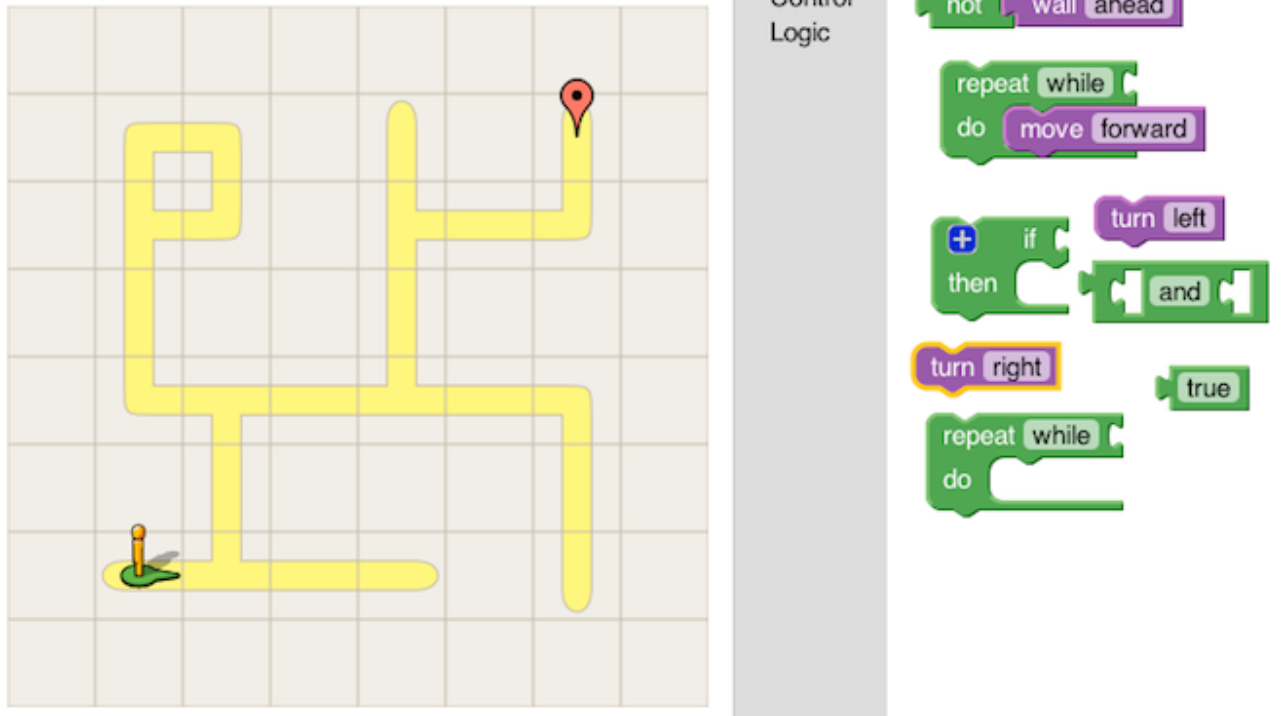 Control
Logic
not wall ahead
repeat while
do move forward
turn left
if
then
and
turn right
true
repeat while
do